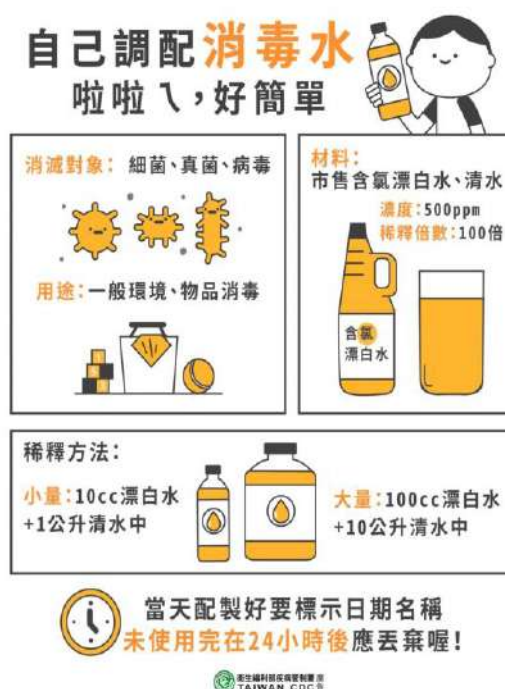 自己調配消毒水
啦啦ㄟ,好簡單
消滅對象: 細菌、真菌、病毒
用途:一般環境、物品消毒
材料:
市售含氯漂白水、清水
濃度:500ppm
稀釋倍數:100倍
含氯
漂白水
稀釋方法:
小量:10cc漂白水
+1公升清水中
大量:100cc漂白水
+10公升清水中
當天配製好要標示日期名稱
未使用完在24小時後應丟棄喔!
衛生福利部疾病管制署
TAIWAN CDC
廣告